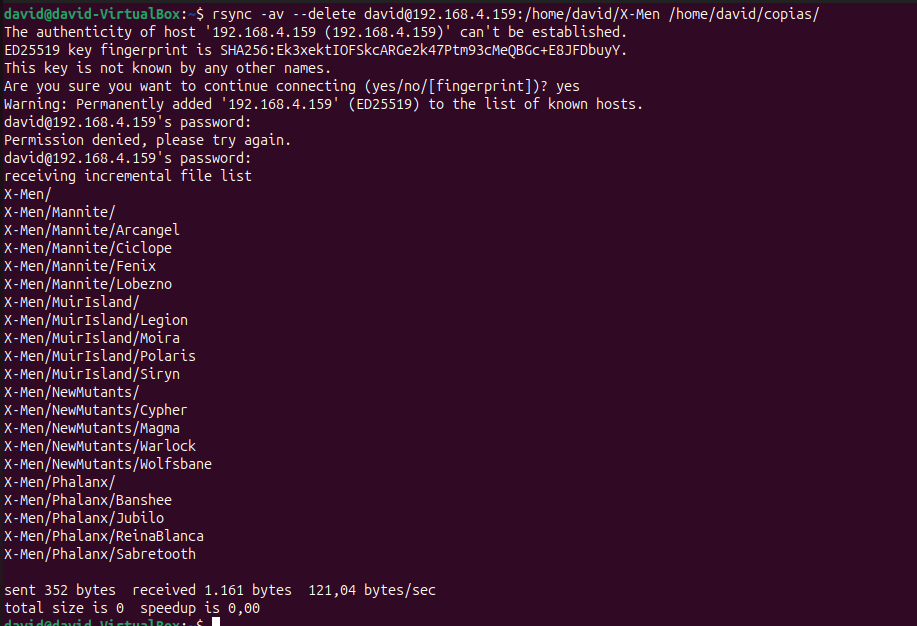 david@david-VirtualBox:~$ rsync -av --delete david@192.168.4.159:/home/david/X-Men /home/david/copias/
The authenticity of host '192.168.4.159 (192.168.4.159)' can't be established.
ED25519 key fingerprint is SHA256:Ek3xektIOFSkcARGe2k47Ptm93cMeQBGc+E8JFDbuyY.
This key is not known by any other names.
Are you sure you want to continue connecting (yes/no/[fingerprint])? yes
Warning: Permanently added '192.168.4.159' (ED25519) to the list of known hosts.
david@192.168.4.159's password:
Permission denied, please try again.
david@192.168.4.159's password:
receiving incremental file list
X-Men/
X-Men/Mannite/
X-Men/Mannite/Arcangel
X-Men/Mannite/Ciclope
X-Men/Mannite/Fenix
X-Men/Mannite/Lobezno
X-Men/MuirIsland/
X-Men/MuirIsland/Legion
X-Men/MuirIsland/Moira
X-Men/MuirIsland/Polaris
X-Men/MuirIsland/Siryn
X-Men/NewMutants/
X-Men/NewMutants/Cypher
X-Men/NewMutants/Magma
X-Men/NewMutants/Warlock
X-Men/NewMutants/Wolfsbane
X-Men/Phalanx/
X-Men/Phalanx/Banshee
X-Men/Phalanx/Jubilo
X-Men/Phalanx/ReinaBlanca
X-Men/Phalanx/Sabretooth
sent 352 bytes  received 1.161 bytes  121,04 bytes/sec
total size is 0  speedup is 0,00
david@david-VirtualBox:~$